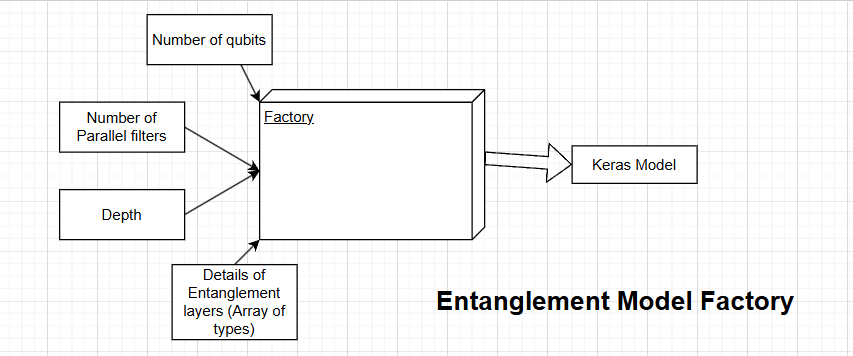 Number of qubits
Number of
Parallel filters
Factory
Keras Model
Depth
Details of
Entanglement
layers (Array of
types)
Entanglement Model Factory